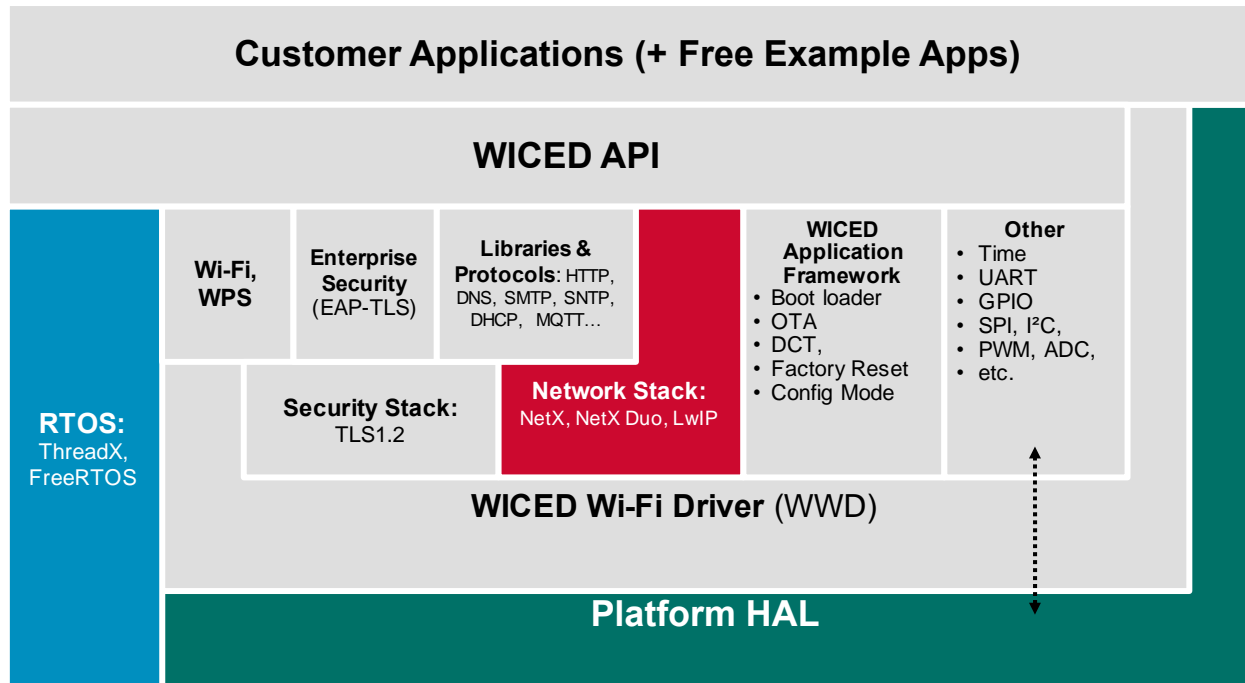 Customer Applications (+ Free Example Apps)
WICED API
RTOS:
ThreadX,
FreeRTOS
Wi-Fi,
WPS
Enterprise
Security
(EAP-TLS)
Libraries &
Protocols: HTTP,
DNS, SMTP, SNTP,
DHCP, MQTT…
Security Stack:
TLS1.2
Network Stack:
NetX, NetX Duo, LwIP
WICED
Application
Framework
• Boot loader
• OTA
• DCT,
• Factory Reset
• Config Mode
Other
• Time
• UART
• GPIO
• SPI, I²C,
• PWM, ADC,
• etc.
WICED Wi-Fi Driver (WWD)
Platform HAL